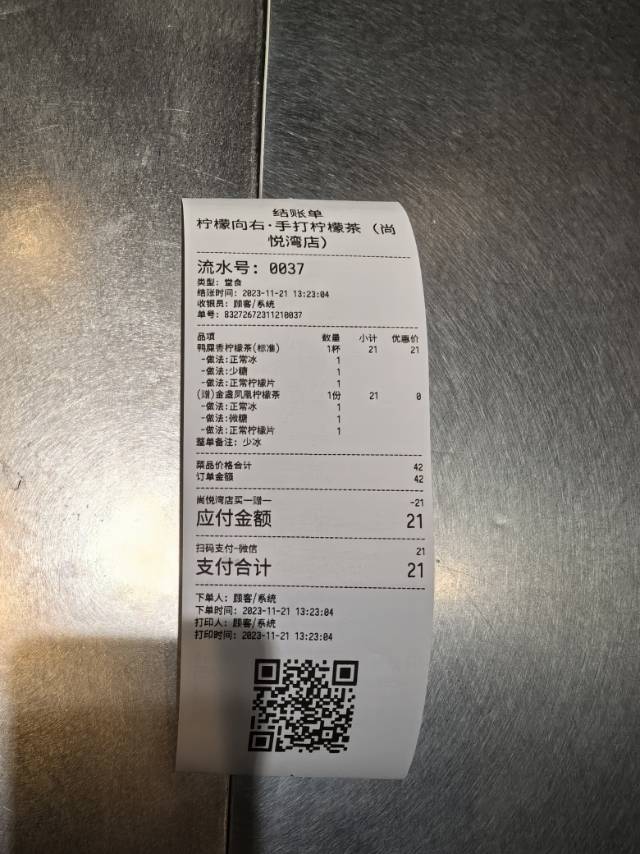 结账单
柠檬向右·手打柠檬茶（尚
悦湾店）
流水号：0037
类型：堂食
结账时间：2023-11-21 13:23:04
收银员：顾客/系统
单号：83272672311210037
品项 数量 小计 优惠价
鸭屎香柠檬茶(标准) 1杯 21 21
-做法:正常冰 1
-做法:少糖 1
-做法:正常柠檬片 1
(赠)金盏凤凰柠檬茶 1份 21 0
-做法:正常冰 1
-做法:微糖 1
-做法:正常柠檬片 1
整单备注：少冰
菜品价格合计 42
订单金额 42
尚悦湾店买一赠一 -21
应付金额 21
扫码支付-微信 21
支付合计 21
下单人：顾客/系统
下单时间：2023-11-21 13:23:04
打印人：顾客/系统
打印时间：2023-11-21 13:23:04